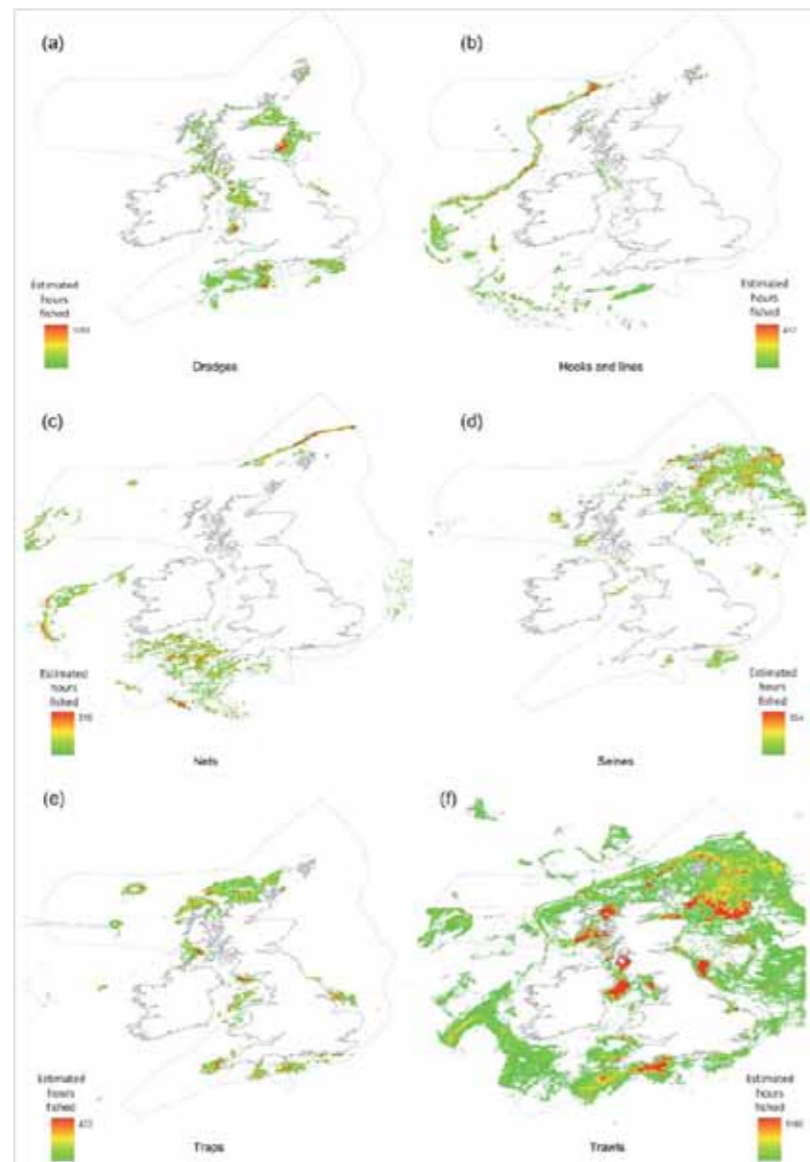 (a)
(b)
Estimated
hours
fished
Estimated
hours
fished
Dredges
Hooks and lines
(c)
(d)
Estimated
hours
fished
Estimated
hours
fished
Nets
Seines
(e)
(f)
Estimated
hours
fished
Estimated
hours
fished
Traps
Trawls